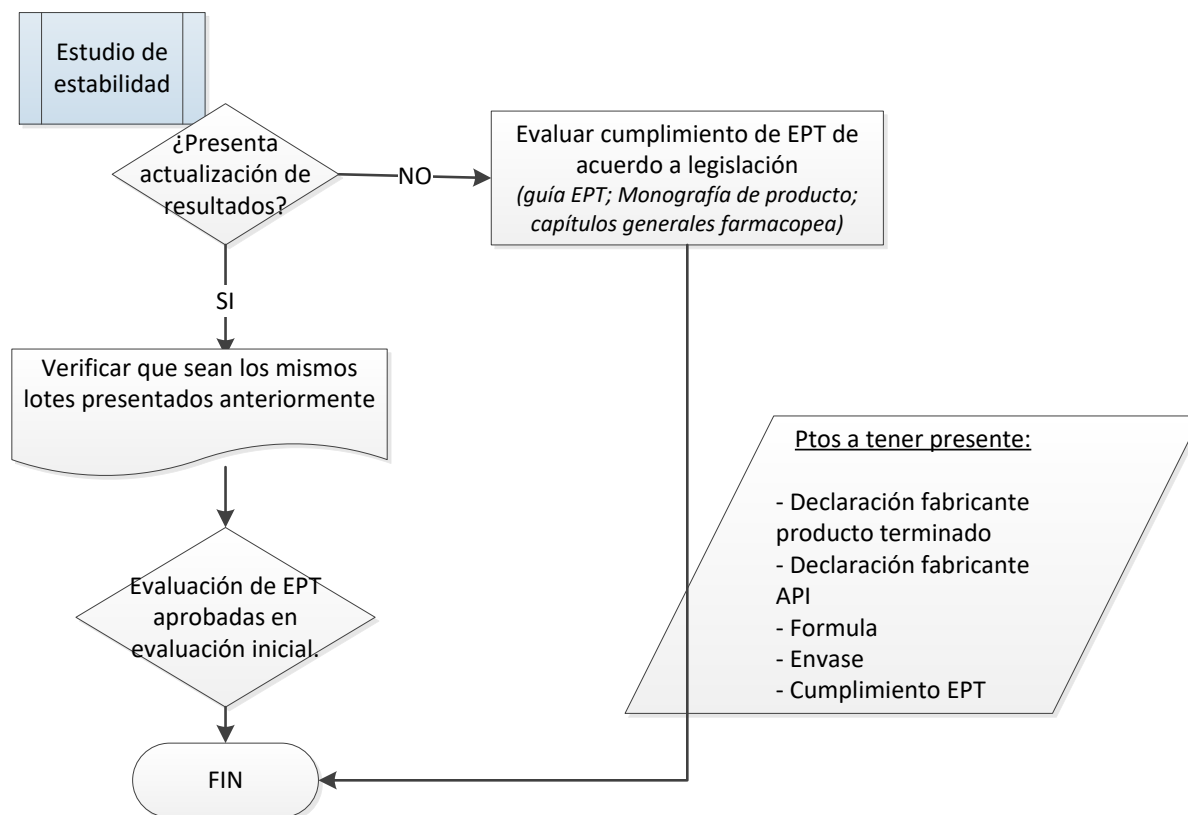 Estudio de
estabilidad
¿Presenta
actualización de
resultados?
NO
Evaluar cumplimiento de EPT de
acuerdo a legislación
(guía EPT; Monografía de producto;
capítulos generales farmacopea)
SI
Verificar que sean los mismos
lotes presentados anteriormente
Evaluación de EPT
aprobadas en
evaluación inicial.
FIN
Ptos a tener presente:
- Declaración fabricante
producto terminado
- Declaración fabricante
API
- Formula
- Envase
- Cumplimiento EPT